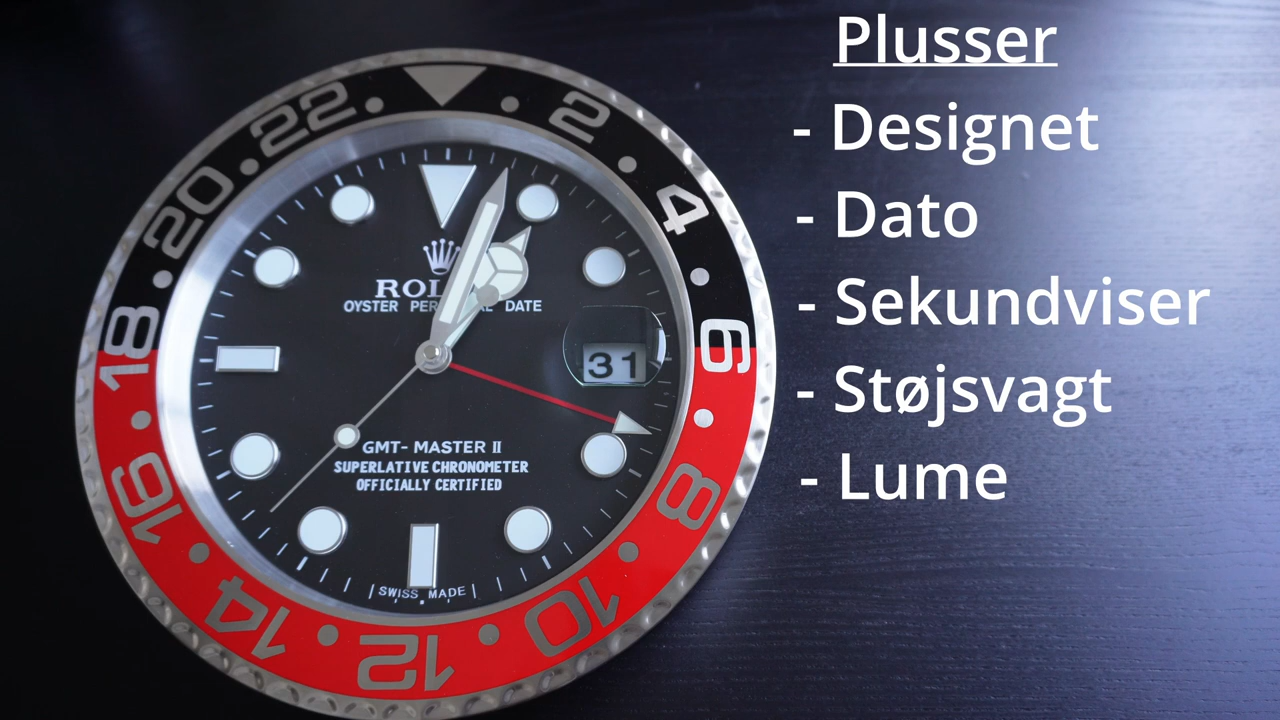 Plusser
- Designet
- Dato
- Sekundviser
- Støjsvagt
- Lume
22
2
20
4
18
6
16
8
14
10
12
OYSTER PER DATE
31
GMT- MASTER II
SUPERLATIVE CHRONOMETER
OFFICIALLY CERTIFIED
SWISS MADE